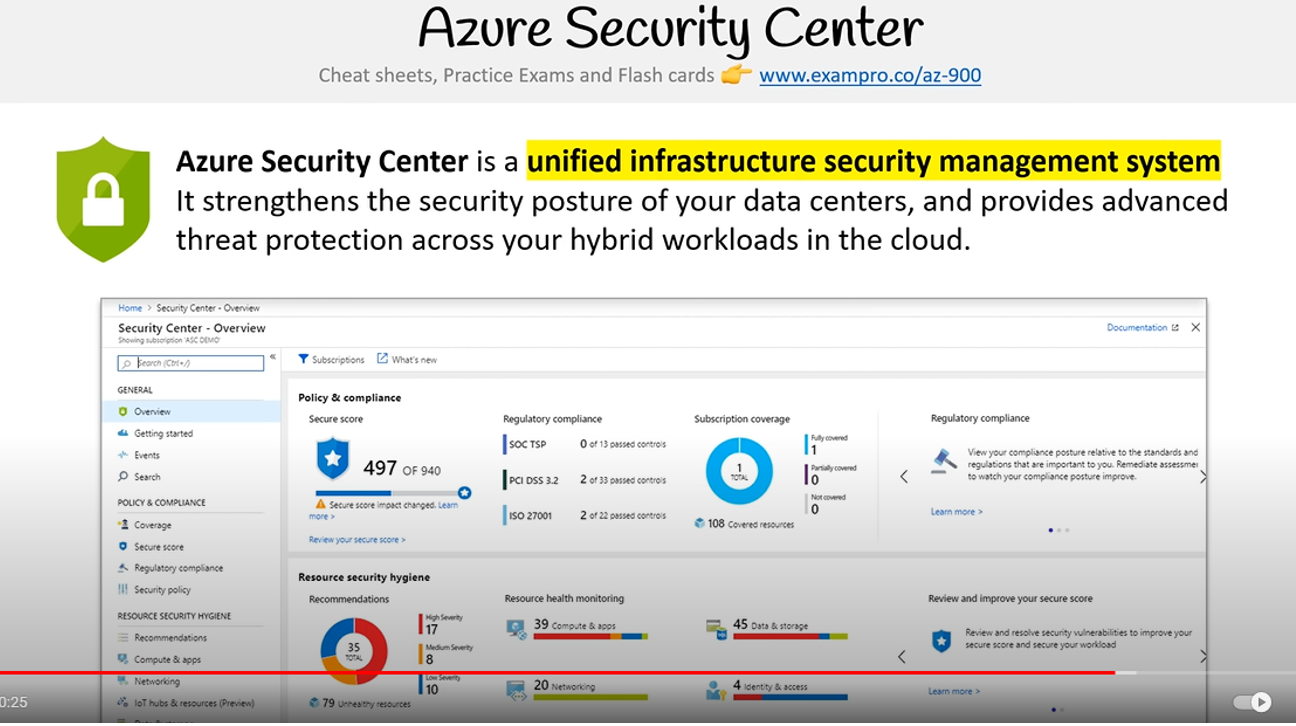 Azure Security Center
Cheat sheets, Practice Exams and Flash cards 👉 www.exampro.co/az-900
Azure Security Center is a unified infrastructure security management system
It strengthens the security posture of your data centers, and provides advanced
threat protection across your hybrid workloads in the cloud.
Home > Security Center - Overview
Security Center - Overview
Showing subscription 'ASC DEMO'
Documentation
Search (Ctrl+/)
«
Subscriptions
What's new
GENERAL
Overview
Getting started
Events
Search
POLICY & COMPLIANCE
Coverage
Secure score
Regulatory compliance
Security policy
RESOURCE SECURITY HYGIENE
Recommendations
Compute & apps
Networking
IoT hubs & resources (Preview)
Policy & compliance
Secure score
497 OF 940
Secure score impact changed. Learn
more >
Review your secure score >
Regulatory compliance
SOC TSP 0 of 13 passed controls
PCI DSS 3.2 2 of 33 passed controls
ISO 27001 2 of 22 passed controls
Subscription coverage
1
TOTAL
Fully covered
1
Partially covered
0
Not covered
0
108 Covered resources
Regulatory compliance
View your compliance posture relative to the standards and
regulations that are important to you. Remediate assessme
to watch your compliance posture improve.
Learn more >
Resource security hygiene
Recommendations
35
TOTAL
High Severity
17
Medium Severity
8
Low Severity
10
79 Unhealthy resources
Resource health monitoring
39 Compute & apps
45 Data & storage
20 Networking
4 Identity & access
Review and improve your secure score
Review and resolve security vulnerabilities to improve your
secure score and secure your workload
Learn more >
0:25